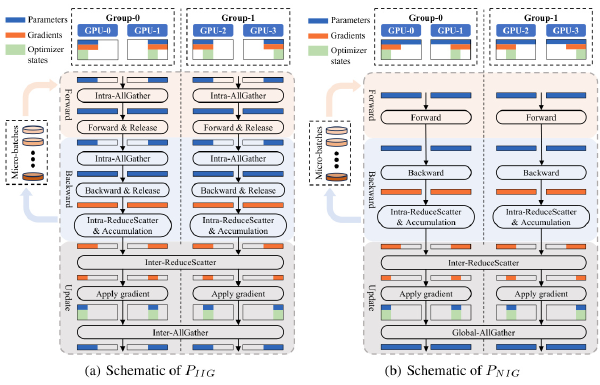 Group-0
Group-1
GPU-0
GPU-1
GPU-2
GPU-3
Parameters
Gradients
Optimizer
states
Micro-batches
Forward
Intra-AllGather
Intra-AllGather
Forward & Release
Forward & Release
Backward
Intra-AllGather
Intra-AllGather
Backward & Release
Backward & Release
Intra-ReduceScatter
& Accumulation
Intra-ReduceScatter
& Accumulation
Update
Inter-ReduceScatter
Apply gradient
Apply gradient
Inter-AllGather
(a) Schematic of P_{IIG}
Group-0
Group-1
GPU-0
GPU-1
GPU-2
GPU-3
Parameters
Gradients
Optimizer
states
Micro-batches
Forward
Forward
Forward
Backward
Backward
Backward
Intra-ReduceScatter
& Accumulation
Intra-ReduceScatter
& Accumulation
Update
Inter-ReduceScatter
Apply gradient
Apply gradient
Global-AllGather
(b) Schematic of P_{NIG}